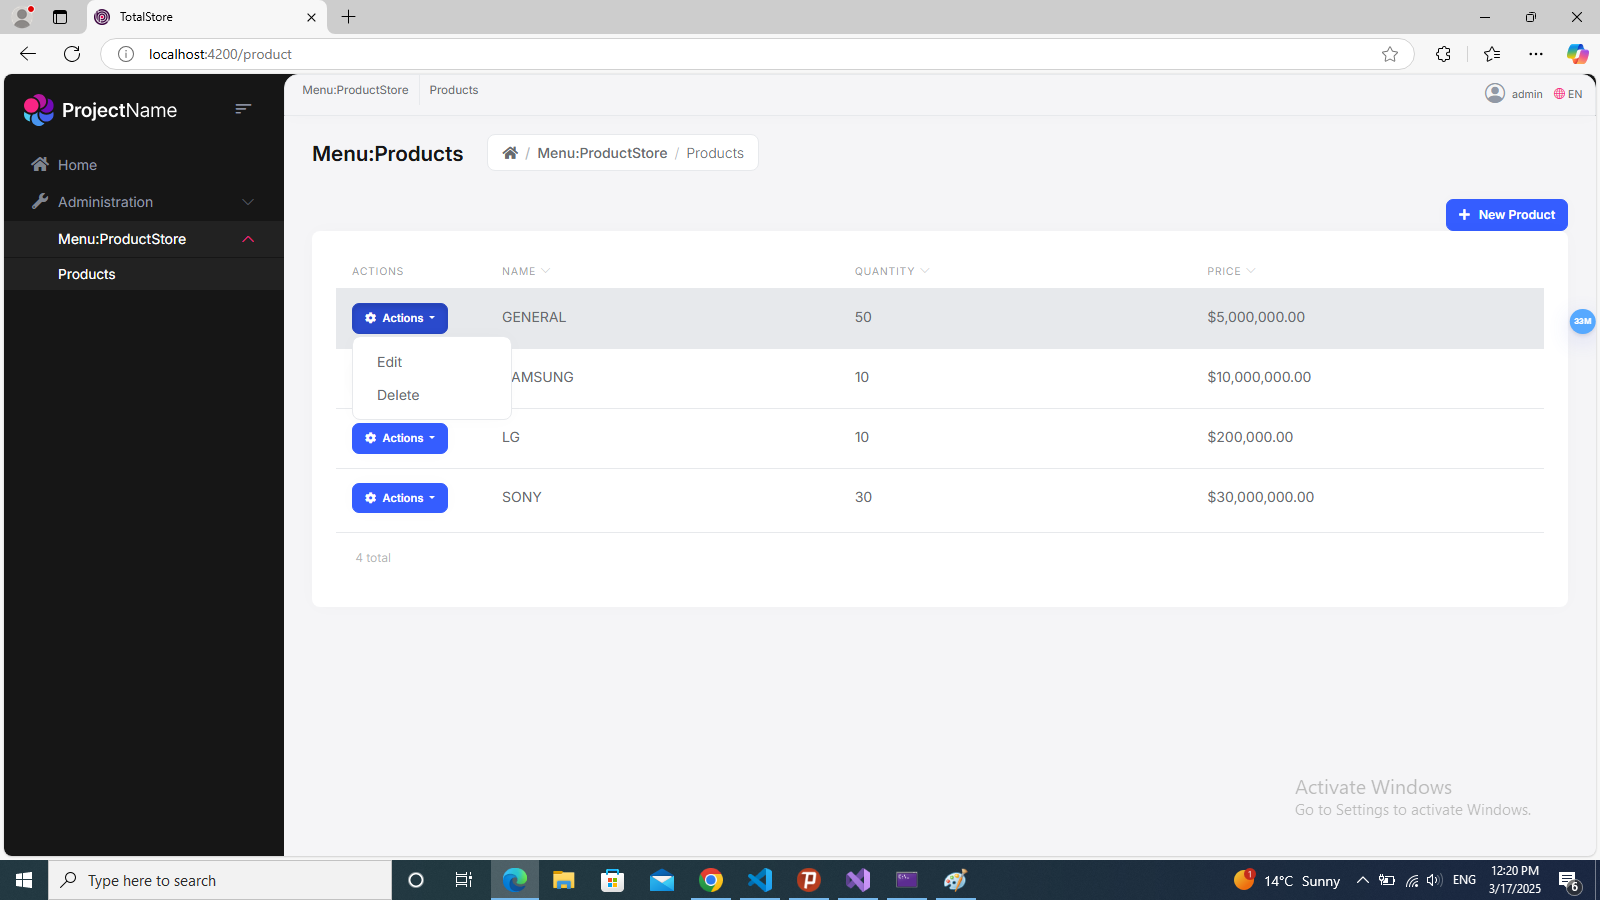 TotalStore
localhost:4200/product
ProjectName
Menu:ProductStore Products
admin EN
Menu:Products / Menu:ProductStore / Products
Home
Administration
Menu:ProductStore
Products
New Product
ACTIONS NAME QUANTITY PRICE
Actions GENERAL 50 $5,000,000.00
33M
Edit
AMSUNG 10 $10,000,000.00
Delete
Actions LG 10 $200,000.00
Actions SONY 30 $30,000,000.00
4 total
Activate Windows
Go to Settings to activate Windows.
Type here to search
1 14°C Sunny ENG
12:20 PM
3/17/2025
6